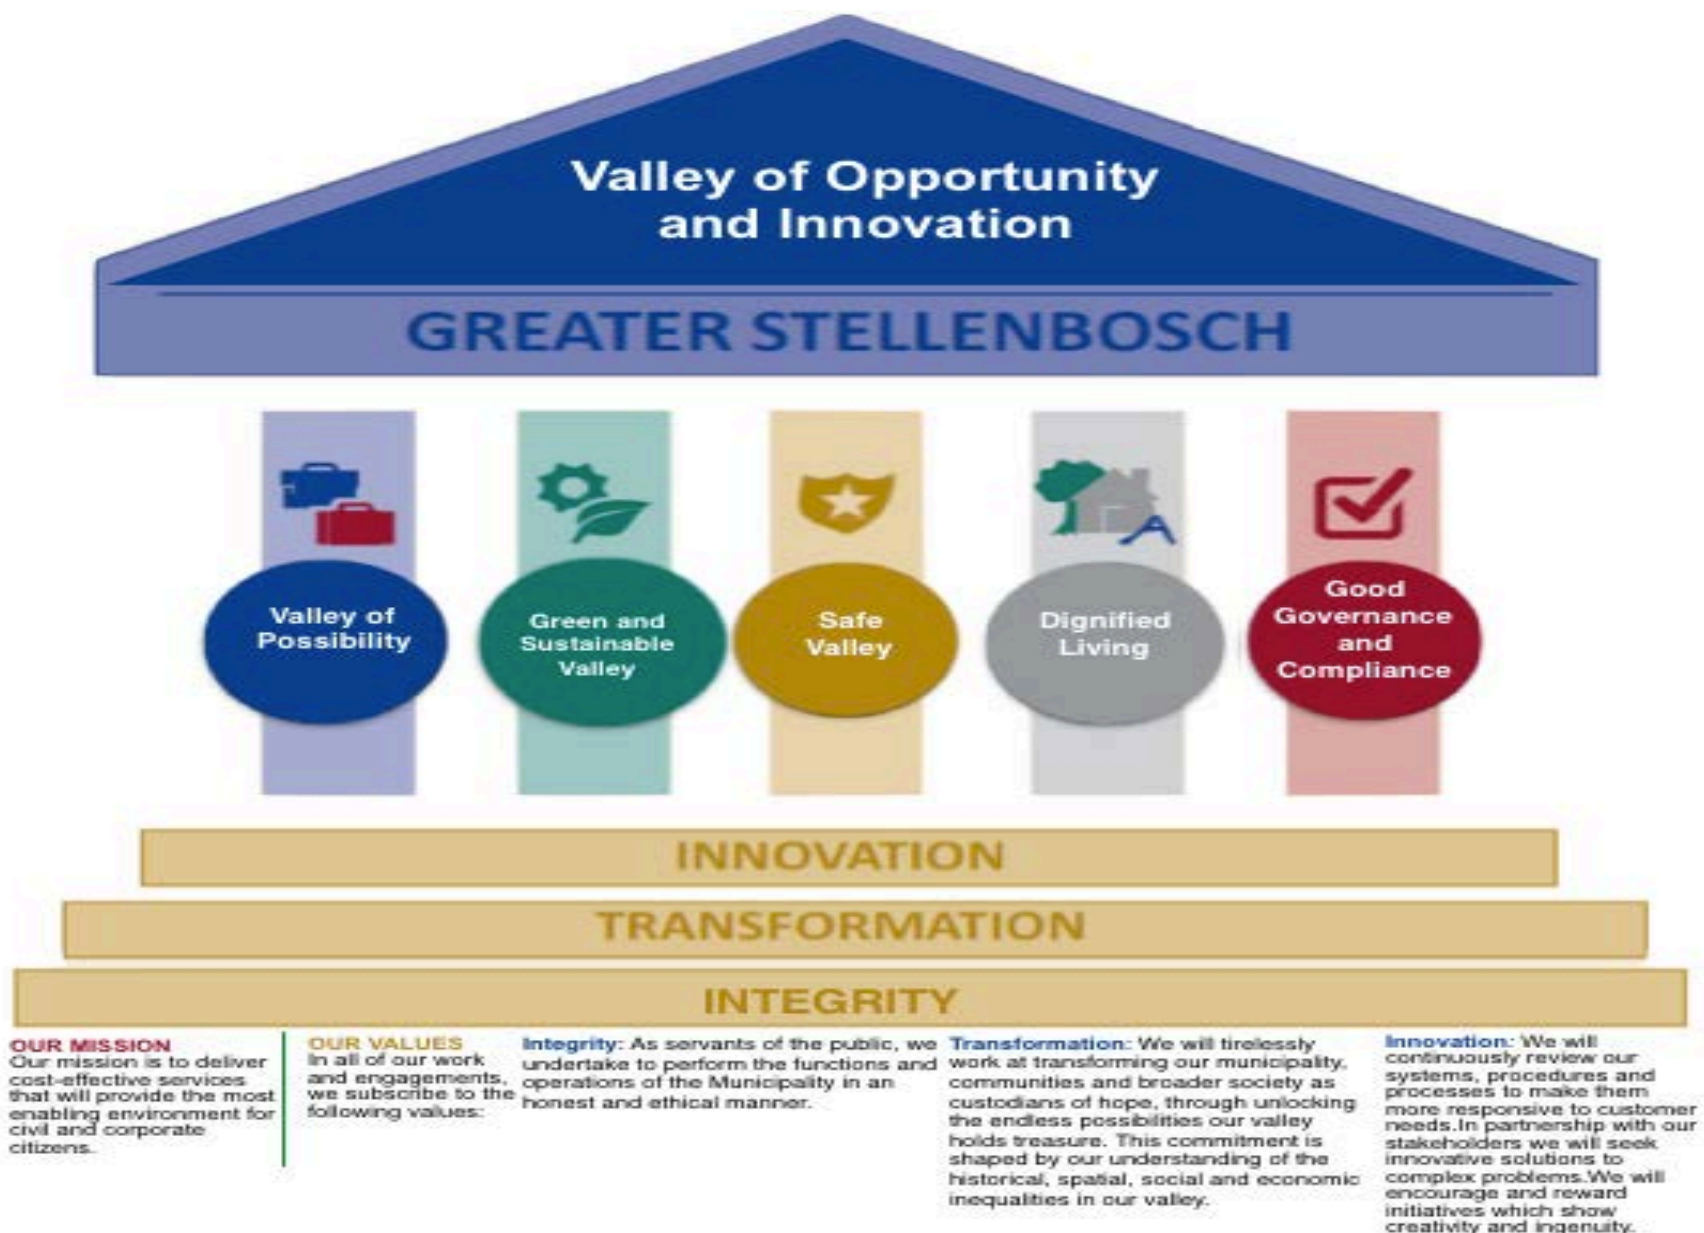 Valley of Opportunity
and Innovation
GREATER STELLENBOSCH
Valley of
Possibility
Green and
Sustainable
Valley
Safe
Valley
Dignified
Living
Good
Governance
and
Compliance
INNOVATION
TRANSFORMATION
INTEGRITY
OUR MISSION
Our mission is to deliver
cost-effective services
that will provide the most
enabling environment for
civil and corporate
citizens.
OUR VALUES
In all of our work
and engagements,
we subscribe to the
following values:
Integrity: As servants of the public, we
undertake to perform the functions and
operations of the Municipality in an
honest and ethical manner.
Transformation: We will tirelessly
work at transforming our municipality,
communities and broader society as
custodians of hope, through unlocking
the endless possibilities our valley
holds treasure. This commitment is
shaped by our understanding of the
historical, spatial, social and economic
inequalities in our valley.
Innovation: We will
continuously review our
systems, procedures and
processes to make them
more responsive to customer
needs.In partnership with our
stakeholders we will seek
innovative solutions to
complex problems.We will
encourage and reward
initiatives which show
creativity and ingenuity.